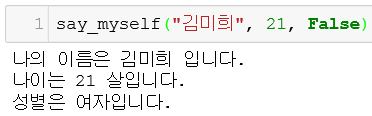 1 say_myself("김미희", 21, False)
나의 이름은 김미희 입니다.
나이는 21 살입니다.
성별은 여자입니다.